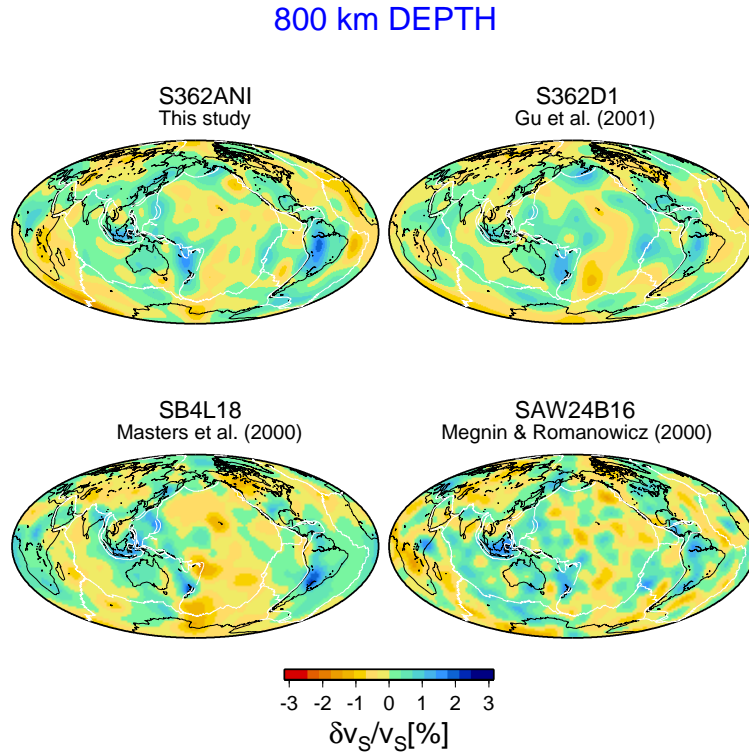 800 km DEPTH
S362ANI
This study
S362D1
Gu et al. (2001)
SB4L18
Masters et al. (2000)
SAW24B16
Megnin & Romanowicz (2000)
-3 -2 -1 0 1 2 3
δvS/vS[%]